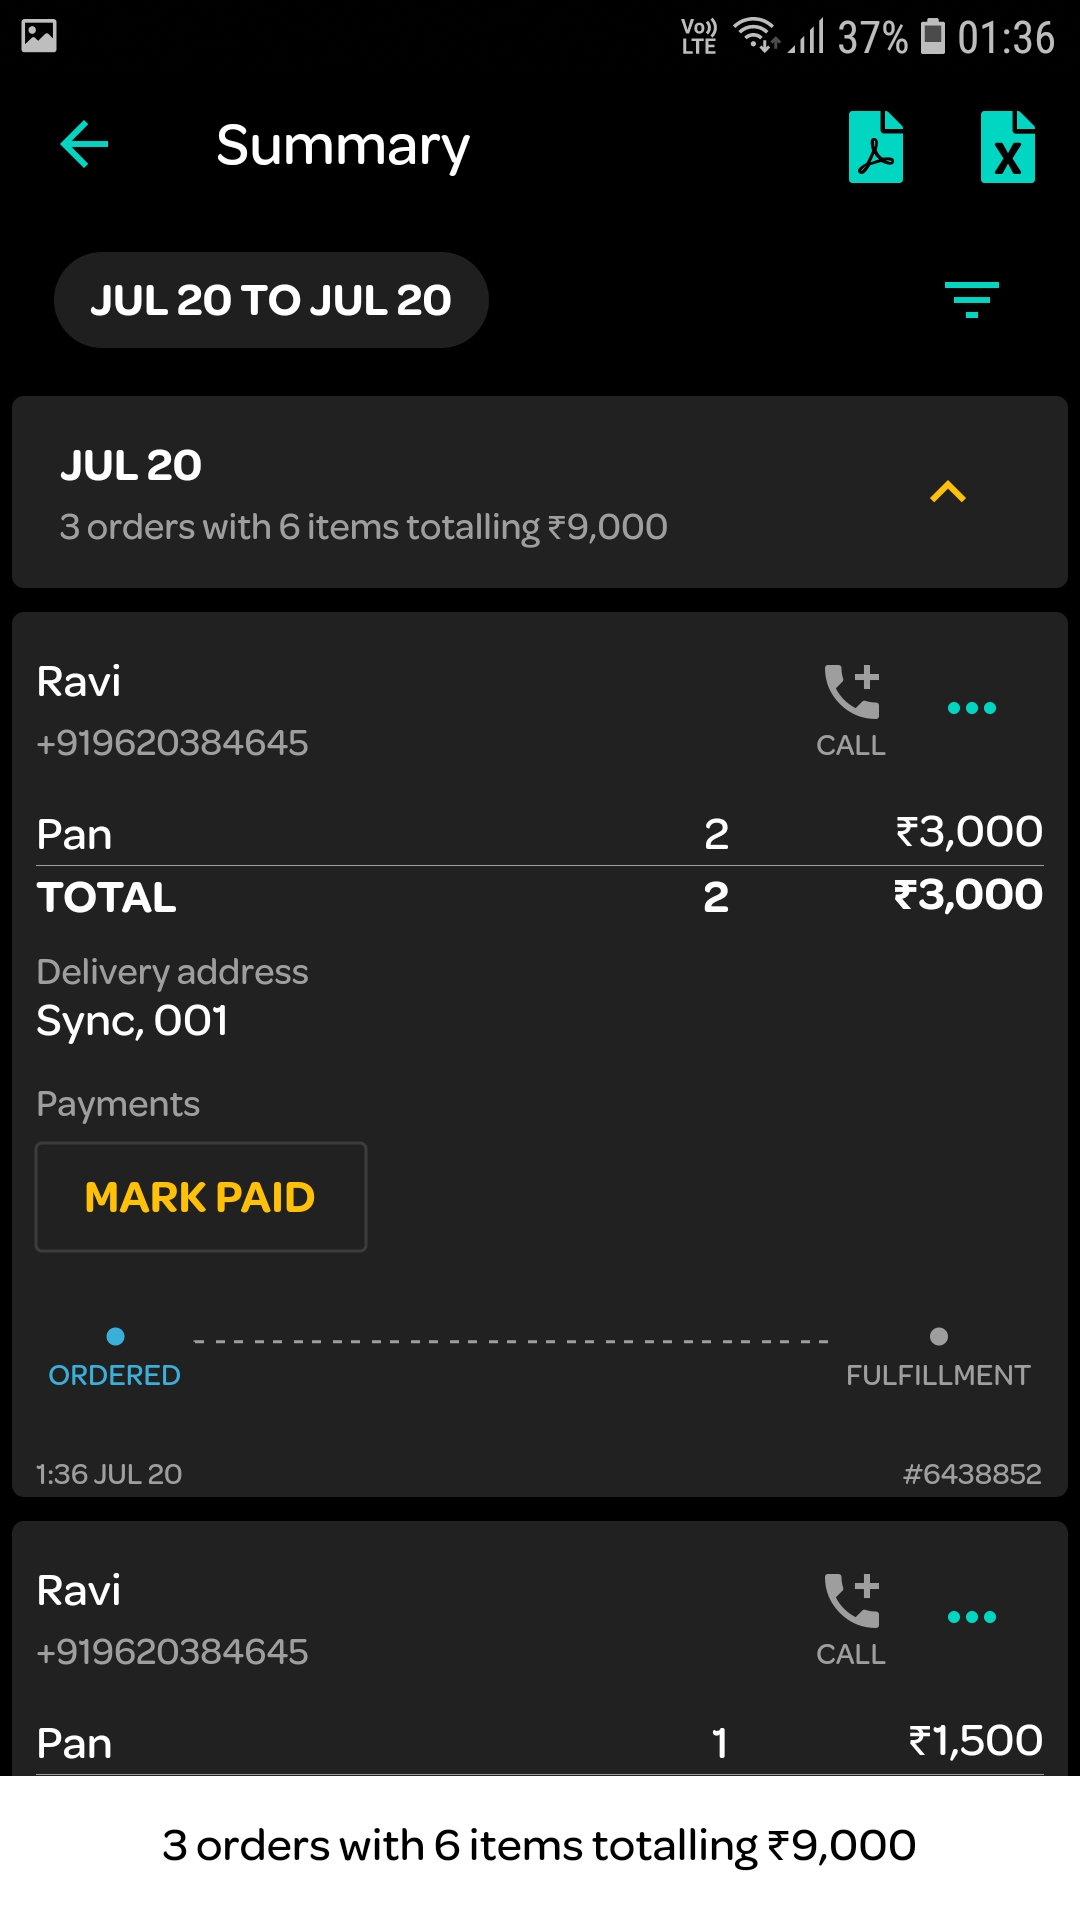 Vo)) LTE 37% 01:36
Summary
X
JUL 20 TO JUL 20
JUL 20
3 orders with 6 items totalling ₹9,000
Ravi
+919620384645
CALL
Pan 2 ₹3,000
TOTAL 2 ₹3,000
Delivery address
Sync, 001
Payments
MARK PAID
ORDERED FULFILLMENT
1:36 JUL 20 #6438852
Ravi
+919620384645
CALL
Pan 1 ₹1,500
3 orders with 6 items totalling ₹9,000